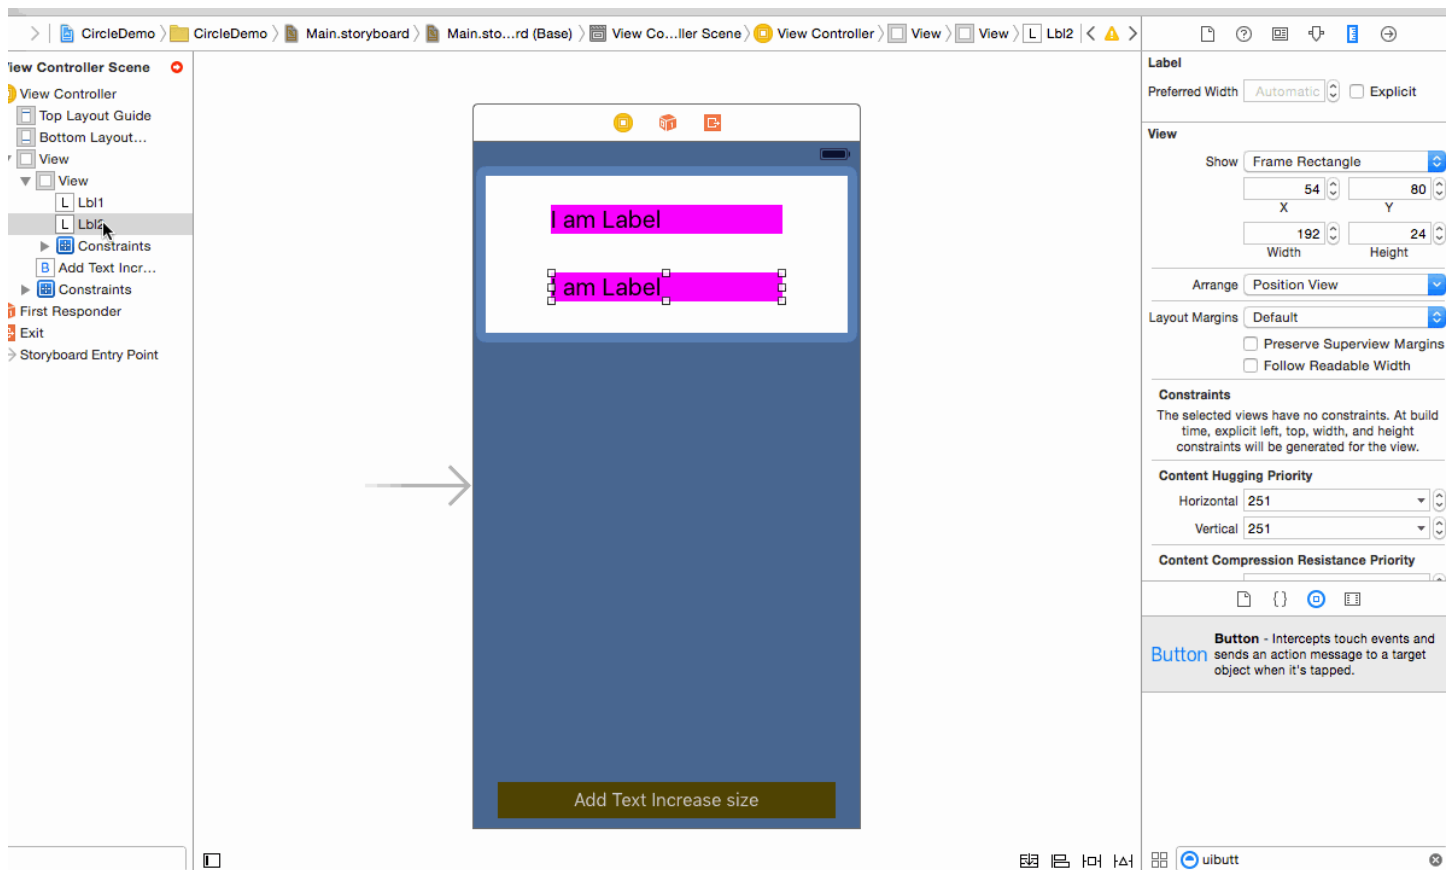 CircleDemo CircleDemo Main.storyboard Main.sto...rd (Base) View Co...ller Scene View Controller View View L Lbl2
View Controller Scene
View Controller
Top Layout Guide
Bottom Layout...
View
View
L Lbl1
L Lbl2
Constraints
B Add Text Incr...
Constraints
First Responder
Exit
Storyboard Entry Point
I am Label
I am Label
Add Text Increase size
Label
Preferred Width Automatic Explicit
View
Show Frame Rectangle
54 80
X Y
192 24
Width Height
Arrange Position View
Layout Margins Default
Preserve Superview Margins
Follow Readable Width
Constraints
The selected views have no constraints. At build
time, explicit left, top, width, and height
constraints will be generated for the view.
Content Hugging Priority
Horizontal 251
Vertical 251
Content Compression Resistance Priority
{}
Button Button - Intercepts touch events and
sends an action message to a target
object when it's tapped.
uibutt